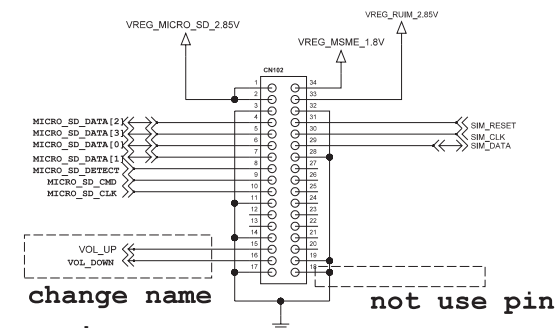 VREG_RUIM_2,85V
VREG_MICRO_SD_2.85V
VREG_MSME_1.8V
CN102
1 34
2 33
3 32
4 31
5 30
6 29
7 28
8 27
9 26
10 25
11 24
12 23
13 22
14 21
15 20
16 19
17 18
MICRO_SD_DATA[2]
MICRO_SD_DATA[3]
MICRO_SD_DATA[0]
MICRO_SD_DATA[1]
MICRO_SD_DETECT
MICRO_SD_CMD
MICRO_SD_CLK
SIM_RESET
SIM_CLK
SIM_DATA
VOL_UP
VOL_DOWN
change name
not use pin